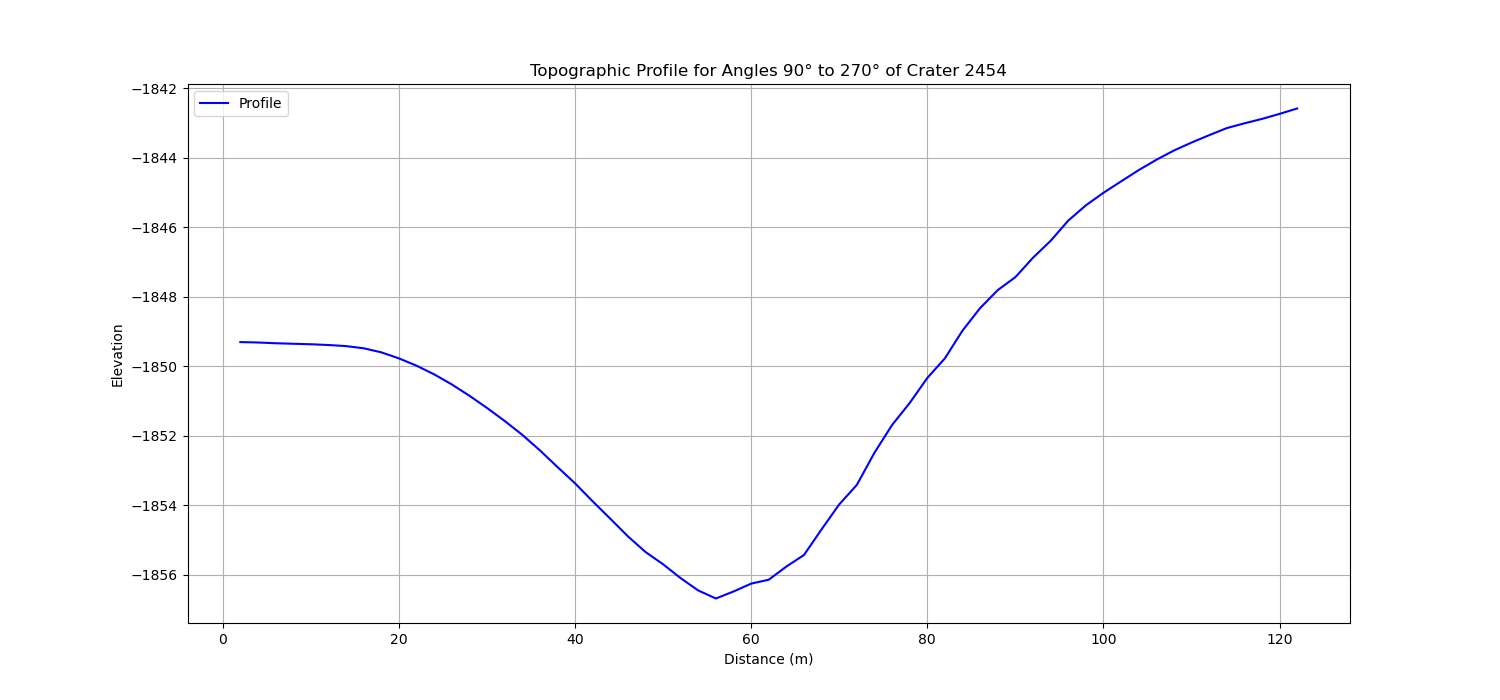 Topographic Profile for Angles 90° to 270° of Crater 2454
Profile
−1842
−1844
−1846
−1848
−1850
−1852
−1854
−1856
Elevation
0 20 40 60 80 100 120
Distance (m)